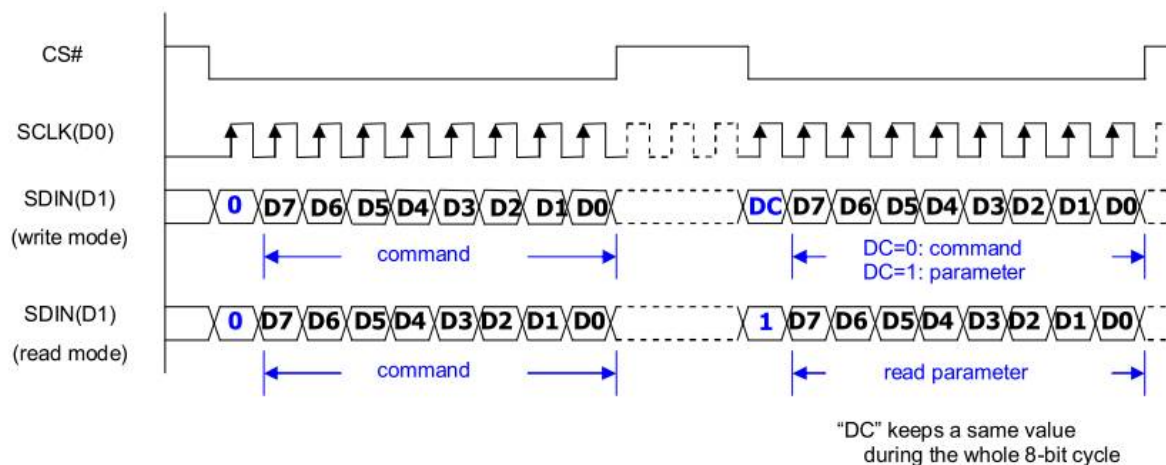 CS#
SCLK(D0)
SDIN(D1) 0 D7 D6 D5 D4 D3 D2 D1 D0 DC D7 D6 D5 D4 D3 D2 D1 D0
(write mode)
command
DC=0: command
DC=1: parameter
SDIN(D1) 0 D7 D6 D5 D4 D3 D2 D1 D0 1 D7 D6 D5 D4 D3 D2 D1 D0
(read mode)
command
read parameter
“DC” keeps a same value
during the whole 8-bit cycle